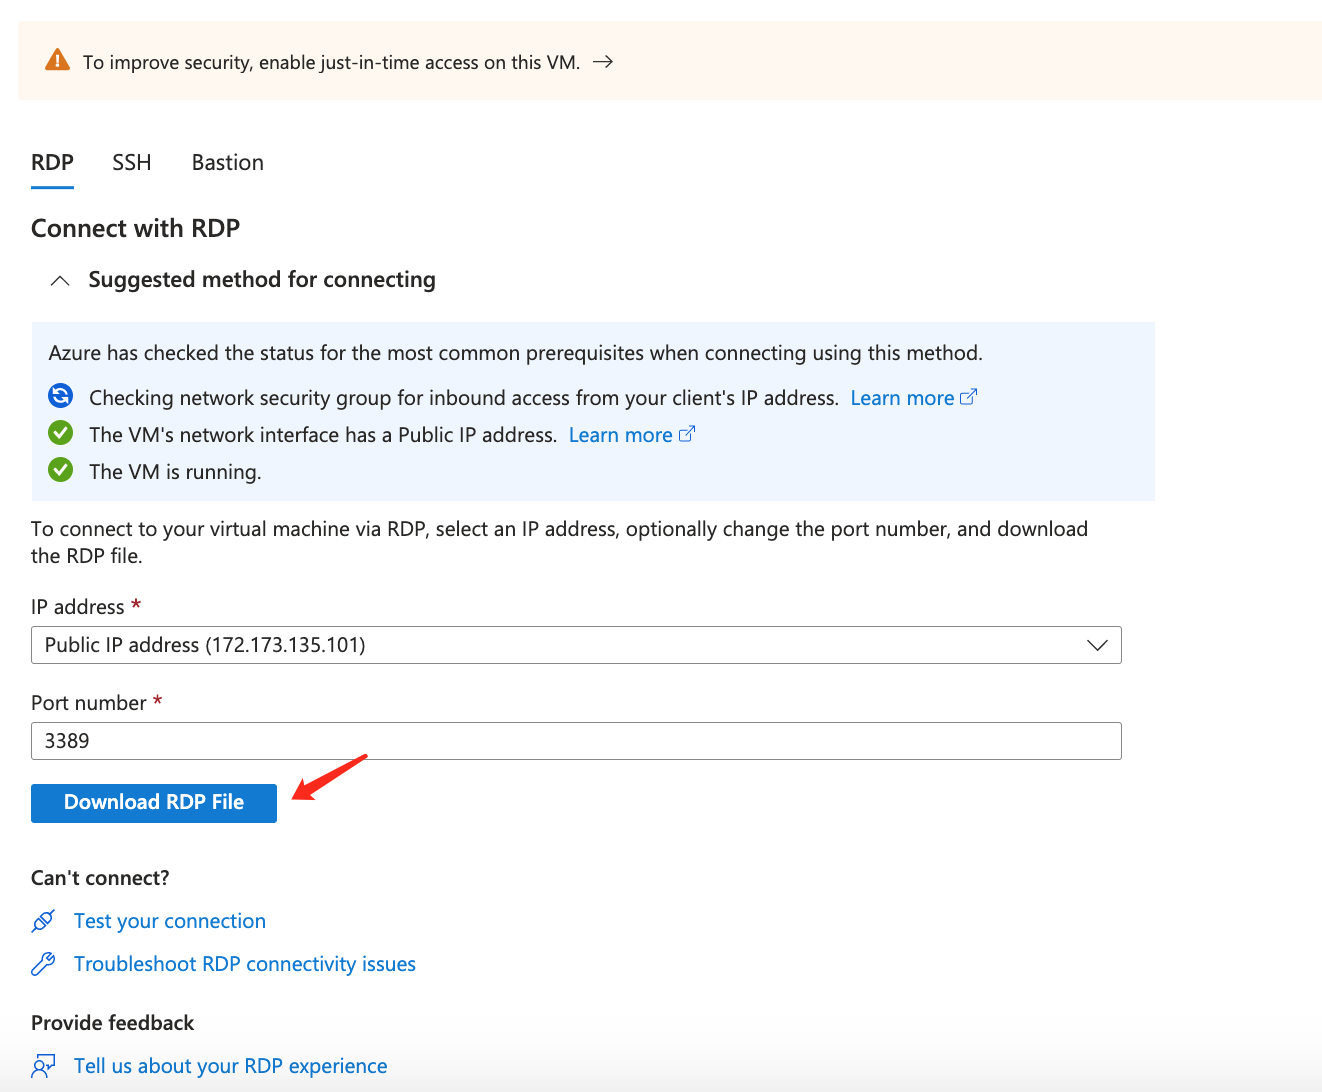 To improve security, enable just-in-time access on this VM. →
RDP SSH Bastion
Connect with RDP
Suggested method for connecting
Azure has checked the status for the most common prerequisites when connecting using this method.
Checking network security group for inbound access from your client's IP address. Learn more
The VM's network interface has a Public IP address. Learn more
The VM is running.
To connect to your virtual machine via RDP, select an IP address, optionally change the port number, and download
the RDP file.
IP address *
Public IP address (172.173.135.101)
Port number *
3389
Download RDP File
Can't connect?
Test your connection
Troubleshoot RDP connectivity issues
Provide feedback
Tell us about your RDP experience